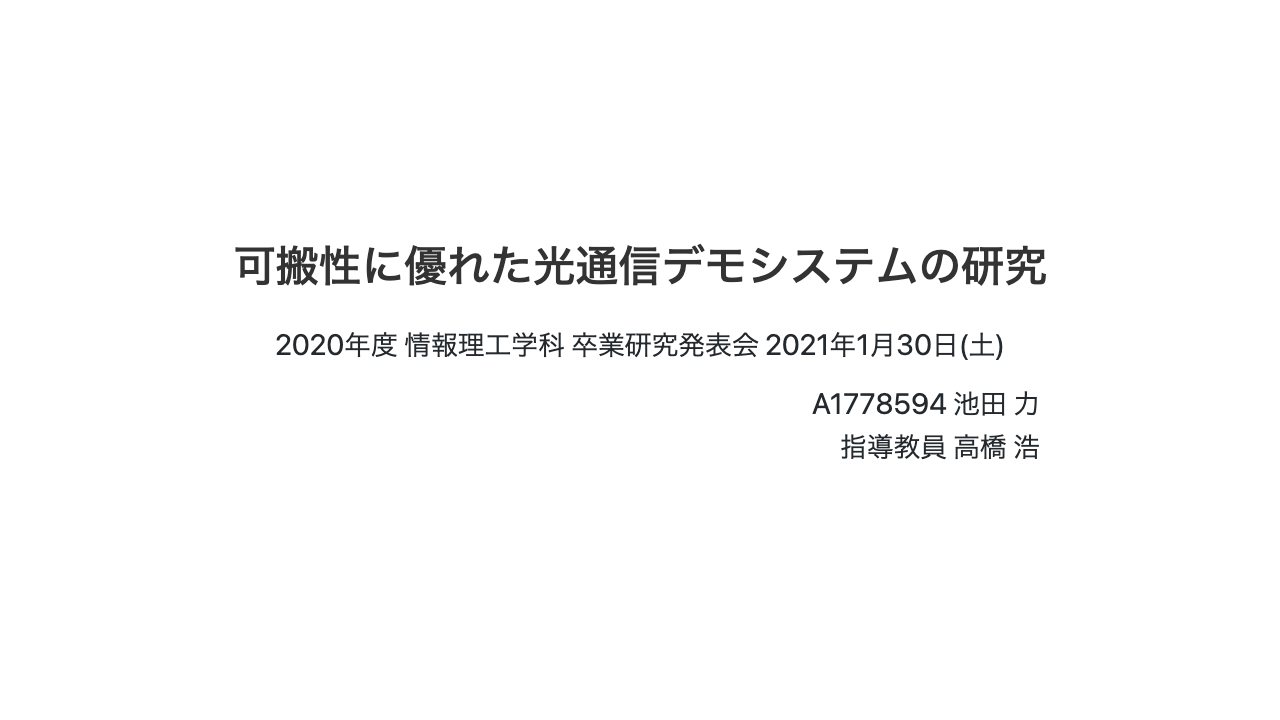 可搬性に優れた光通信デモシステムの研究
2020年度 情報理工学科 卒業研究発表会 2021年1月30日(土)
A1778594 池田 力
指導教員 高橋 浩